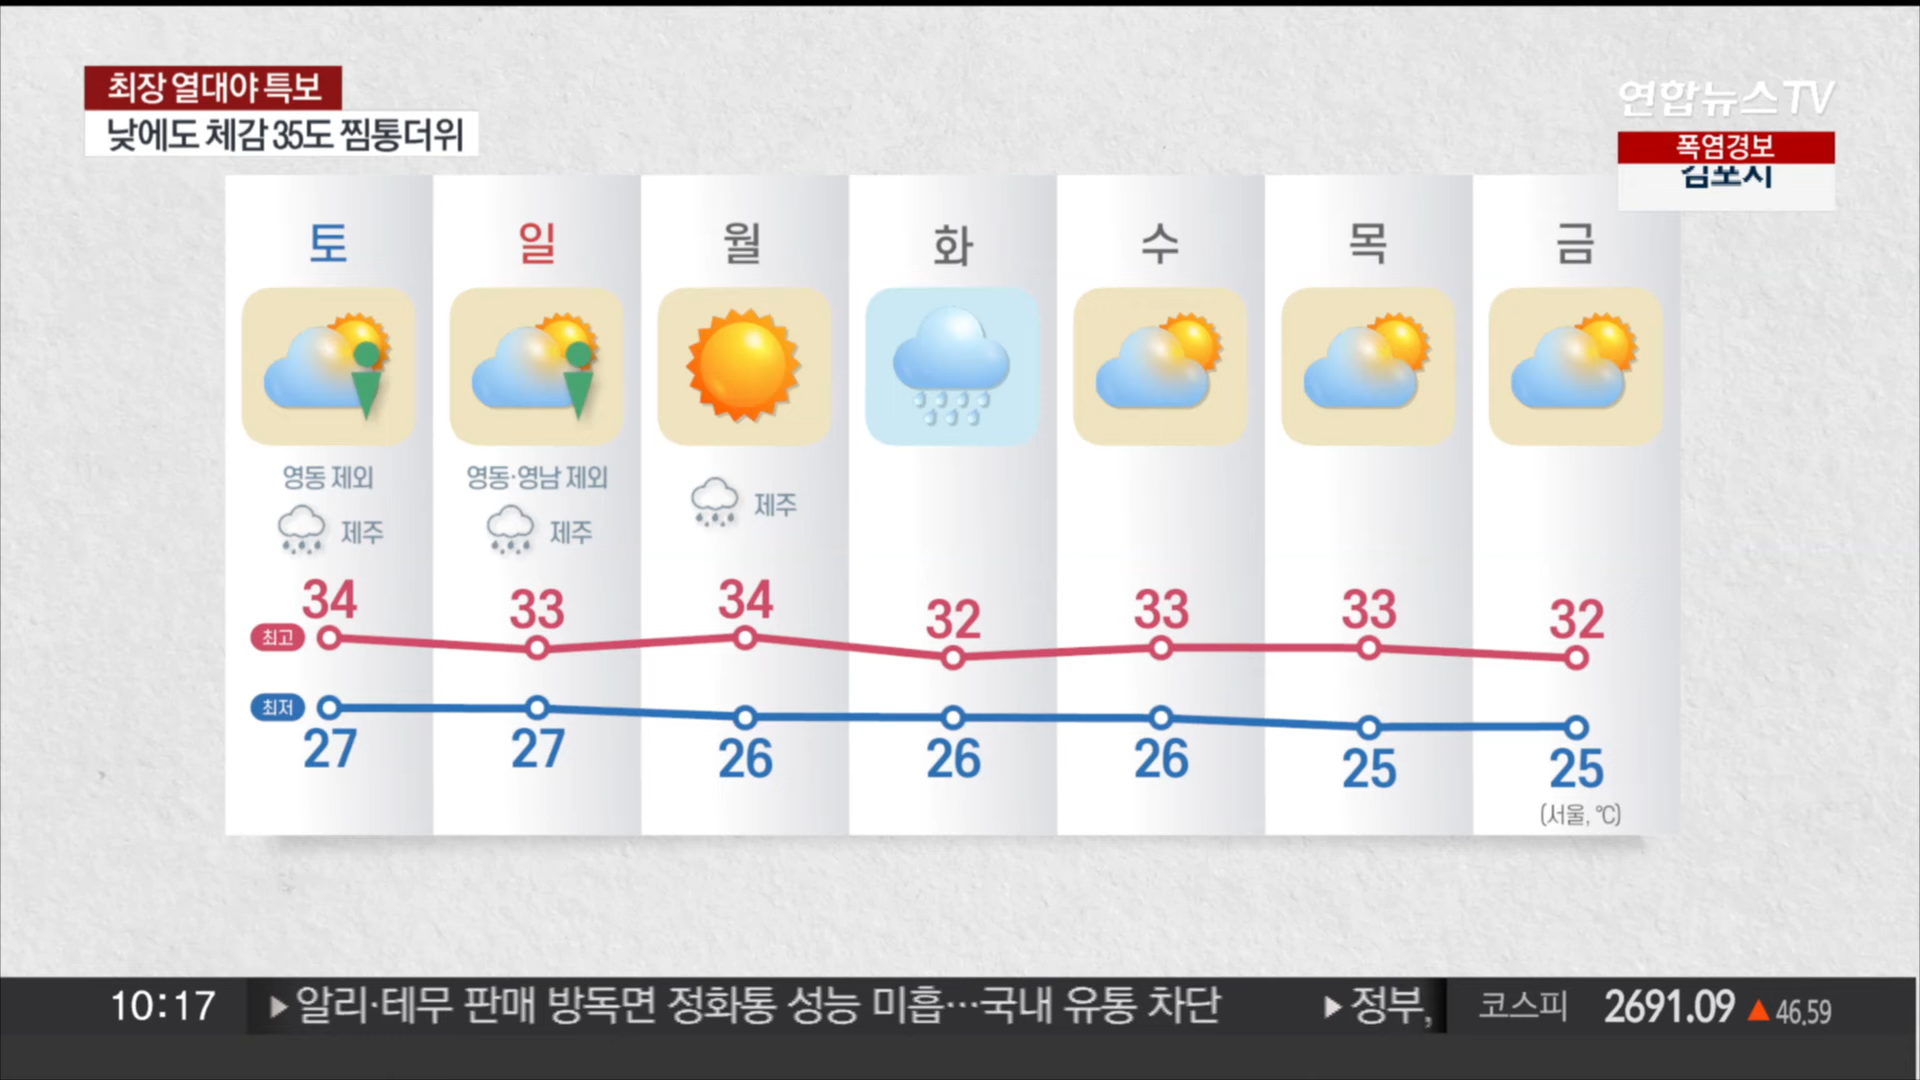 최장 열대야 특보
낮에도 체감 35도 찜통더위
연합뉴스TV
폭염경보
김포시
토 일 월 화 수 목 금
영동 제외 영동·영남 제외
제주 제주 제주
34 33 34 32 33 33 32
최고
최저
27 27 26 26 26 25 25
(서울, ℃)
10:17 ▶알리·테무 판매 방독면 정화통 성능 미흡…국내 유통 차단 ▶정부, 코스피 2691.09 ▲46.59